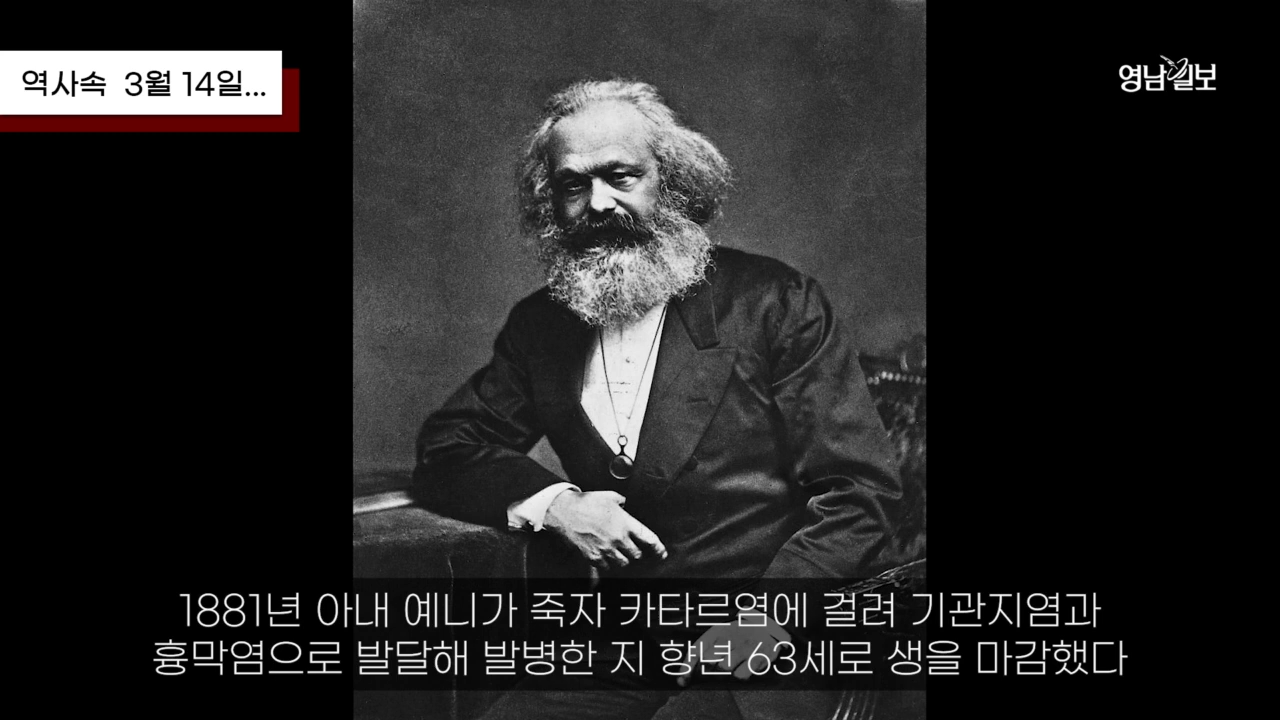 역사속 3월 14일...
영남일보
1881년 아내 예니가 죽자 카타르염에 걸려 기관지염과
흉막염으로 발달해 발병한 지 향년 63세로 생을 마감했다